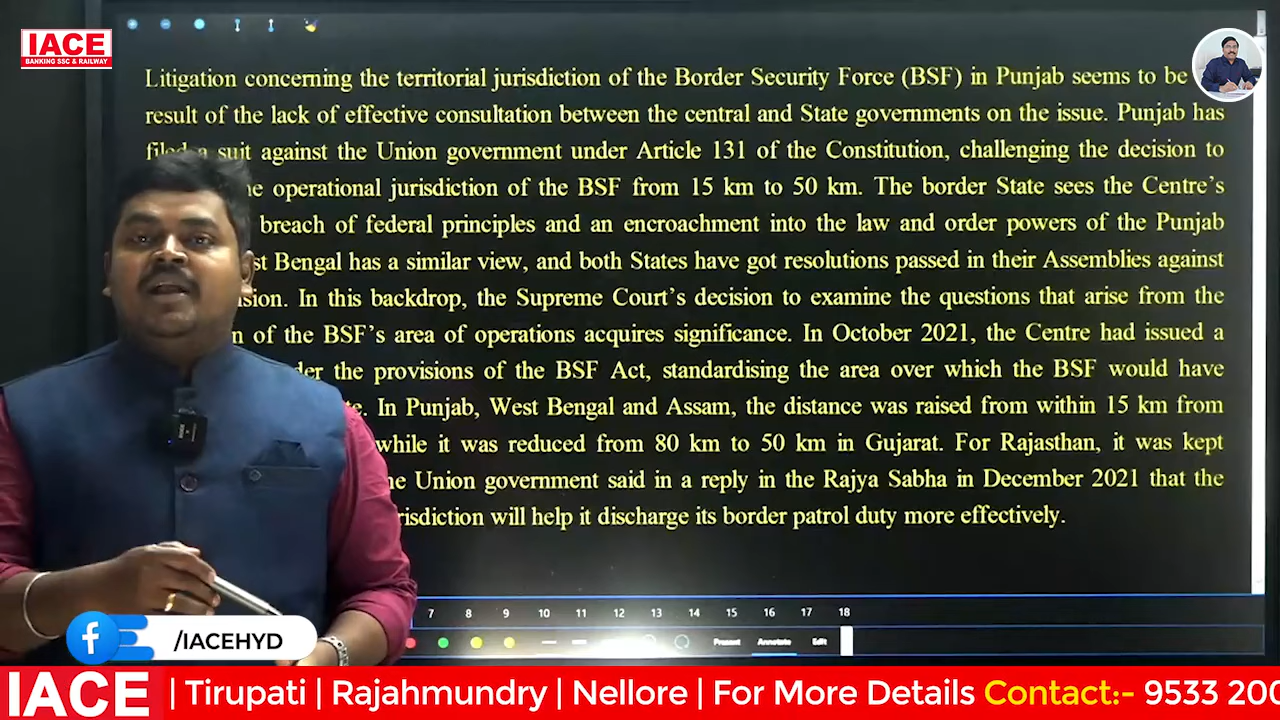 IACE
BANKING SSC & RAILWAY
Litigation concerning the territorial jurisdiction of the Border Security Force (BSF) in Punjab seems to be
result of the lack of effective consultation between the central and State governments on the issue. Punjab has
filed a suit against the Union government under Article 131 of the Constitution, challenging the decision to
operational jurisdiction of the BSF from 15 km to 50 km. The border State sees the Centre's
breach of federal principles and an encroachment into the law and order powers of the Punjab
Bengal has a similar view, and both States have got resolutions passed in their Assemblies against
In this backdrop, the Supreme Court's decision to examine the questions that arise from the
of the BSF's area of operations acquires significance. In October 2021, the Centre had issued a
the provisions of the BSF Act, standardising the area over which the BSF would have
In Punjab, West Bengal and Assam, the distance was raised from within 15 km from
while it was reduced from 80 km to 50 km in Gujarat. For Rajasthan, it was kept
Union government said in a reply in the Rajya Sabha in December 2021 that the
will help it discharge its border patrol duty more effectively.
7 8 9 10 11 12 13 14 15 16 17 18
Present Annotate Edit
f /IACEHYD
IACE | Tirupati | Rajahmundry | Nellore | For More Details Contact:- 9533 200